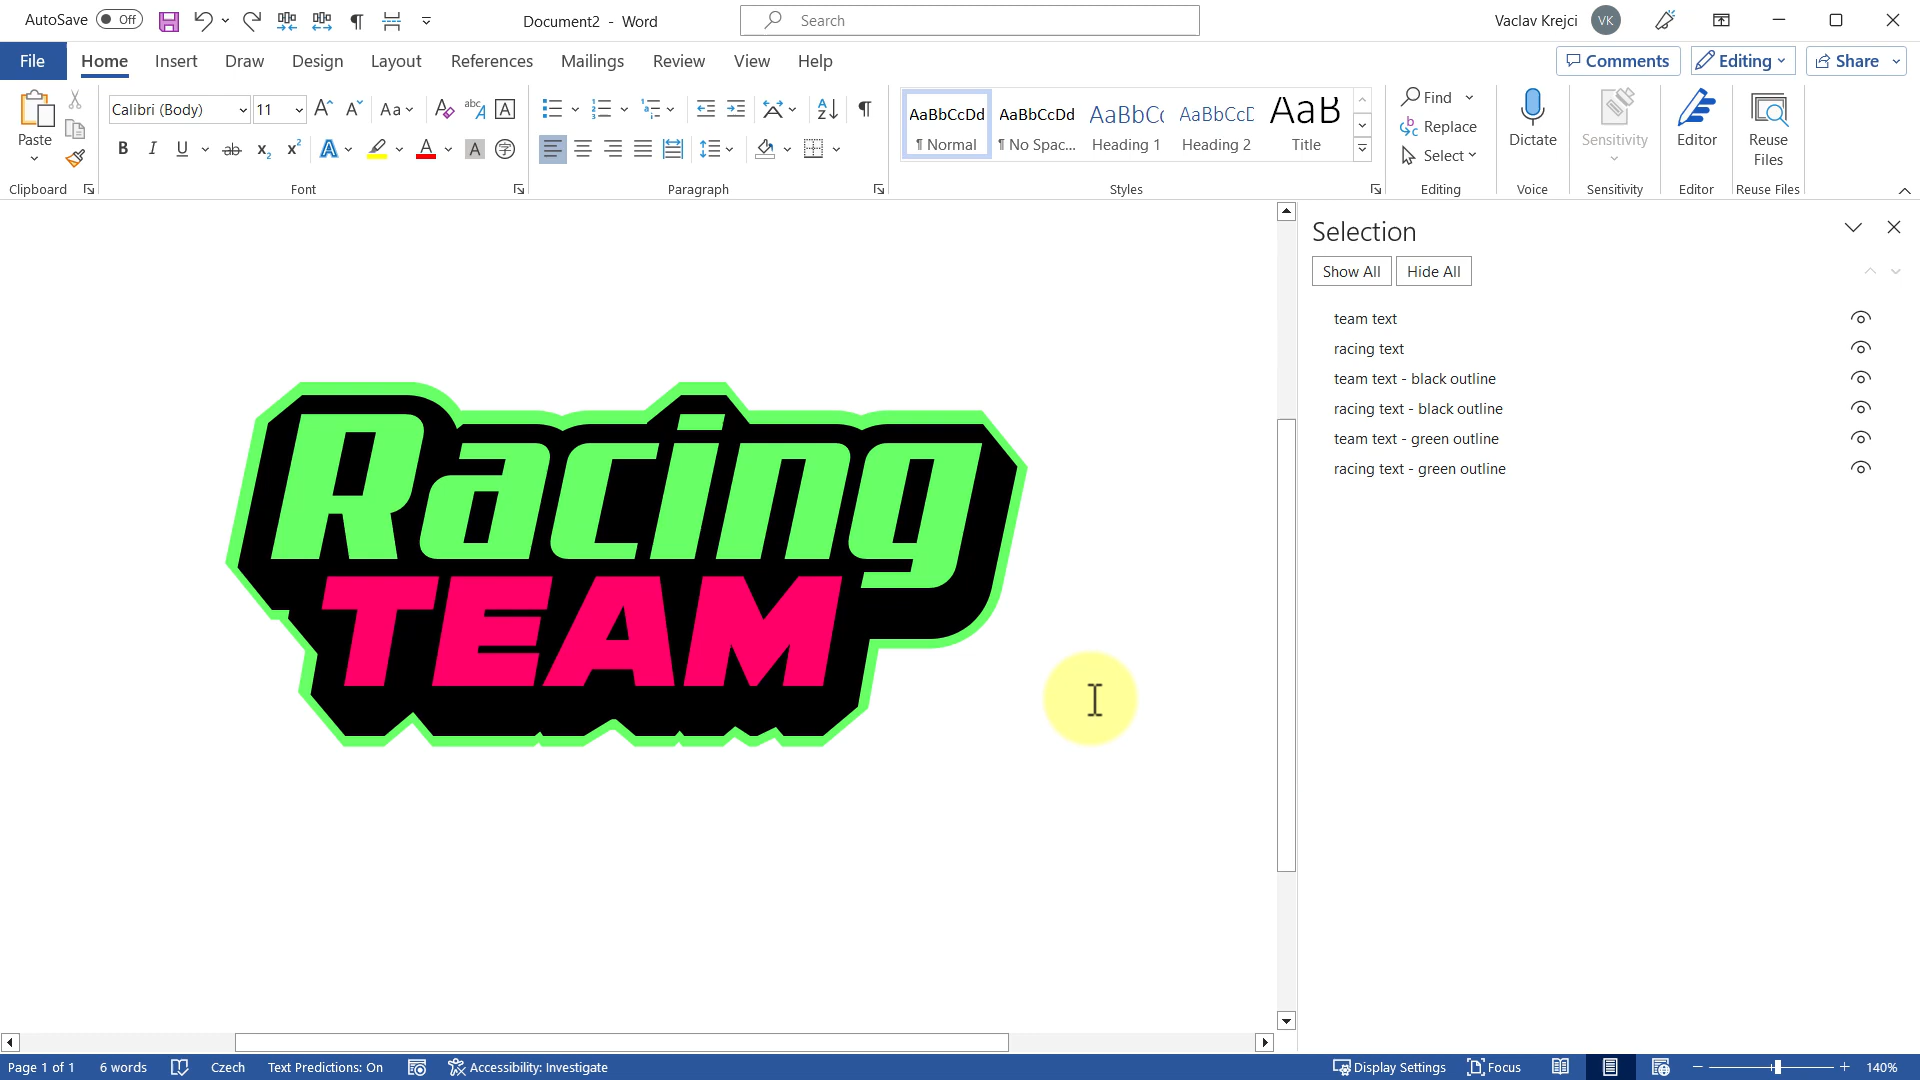 AutoSave Off Document2 - Word Search Vaclav Krejci VK
File Home Insert Draw Design Layout References Mailings Review View Help Comments Editing Share
Paste
Calibri (Body) 11 Aa
B I U ab x₂ x² A A A
AaBbCcDd AaBbCcDd AaBbC AaBbCcD AaB
¶ Normal ¶ No Spac... Heading 1 Heading 2 Title
Find
Replace
Select
Dictate Sensitivity Editor Reuse Files
Clipboard Font Paragraph Styles Editing Voice Sensitivity Editor Reuse Files
Selection
Show All Hide All
team text
racing text
team text - black outline
racing text - black outline
team text - green outline
racing text - green outline
Racing
TEAM
Page 1 of 1 6 words Czech Text Predictions: On Accessibility: Investigate Display Settings Focus 140%